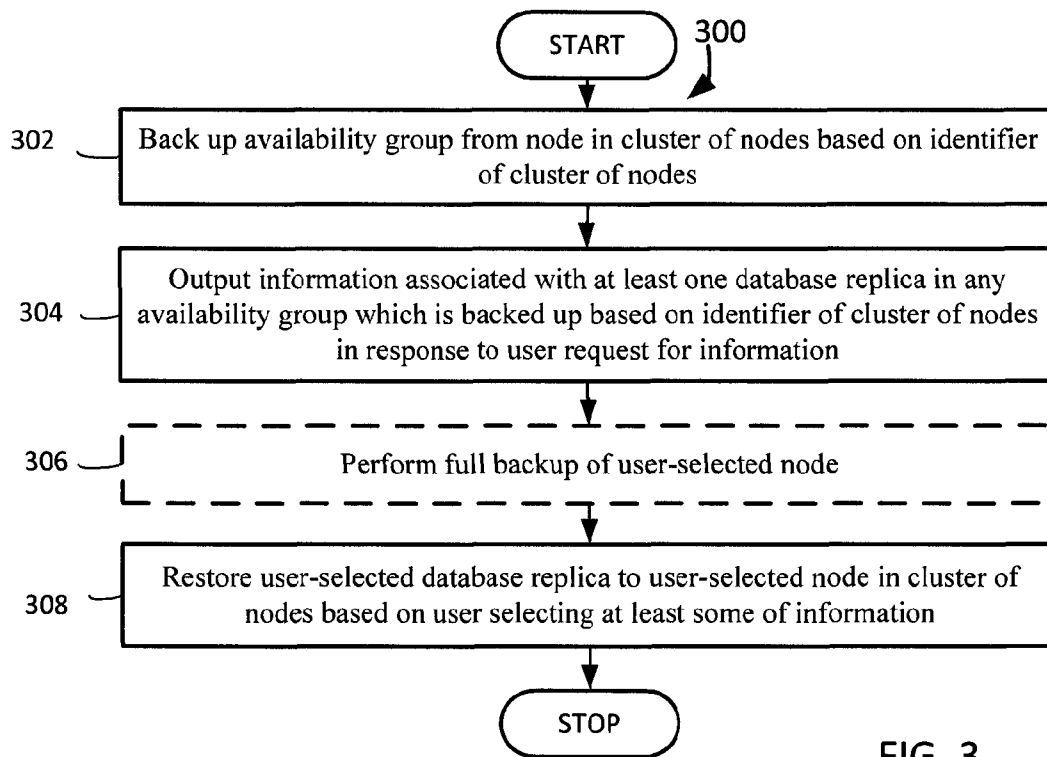 START
300
302
Back up availability group from node in cluster of nodes based on identifier
of cluster of nodes
304
Output information associated with at least one database replica in any
availability group which is backed up based on identifier of cluster of nodes
in response to user request for information
306
Perform full backup of user-selected node
308
Restore user-selected database replica to user-selected node in cluster of
nodes based on user selecting at least some of information
STOP
FIG. 3